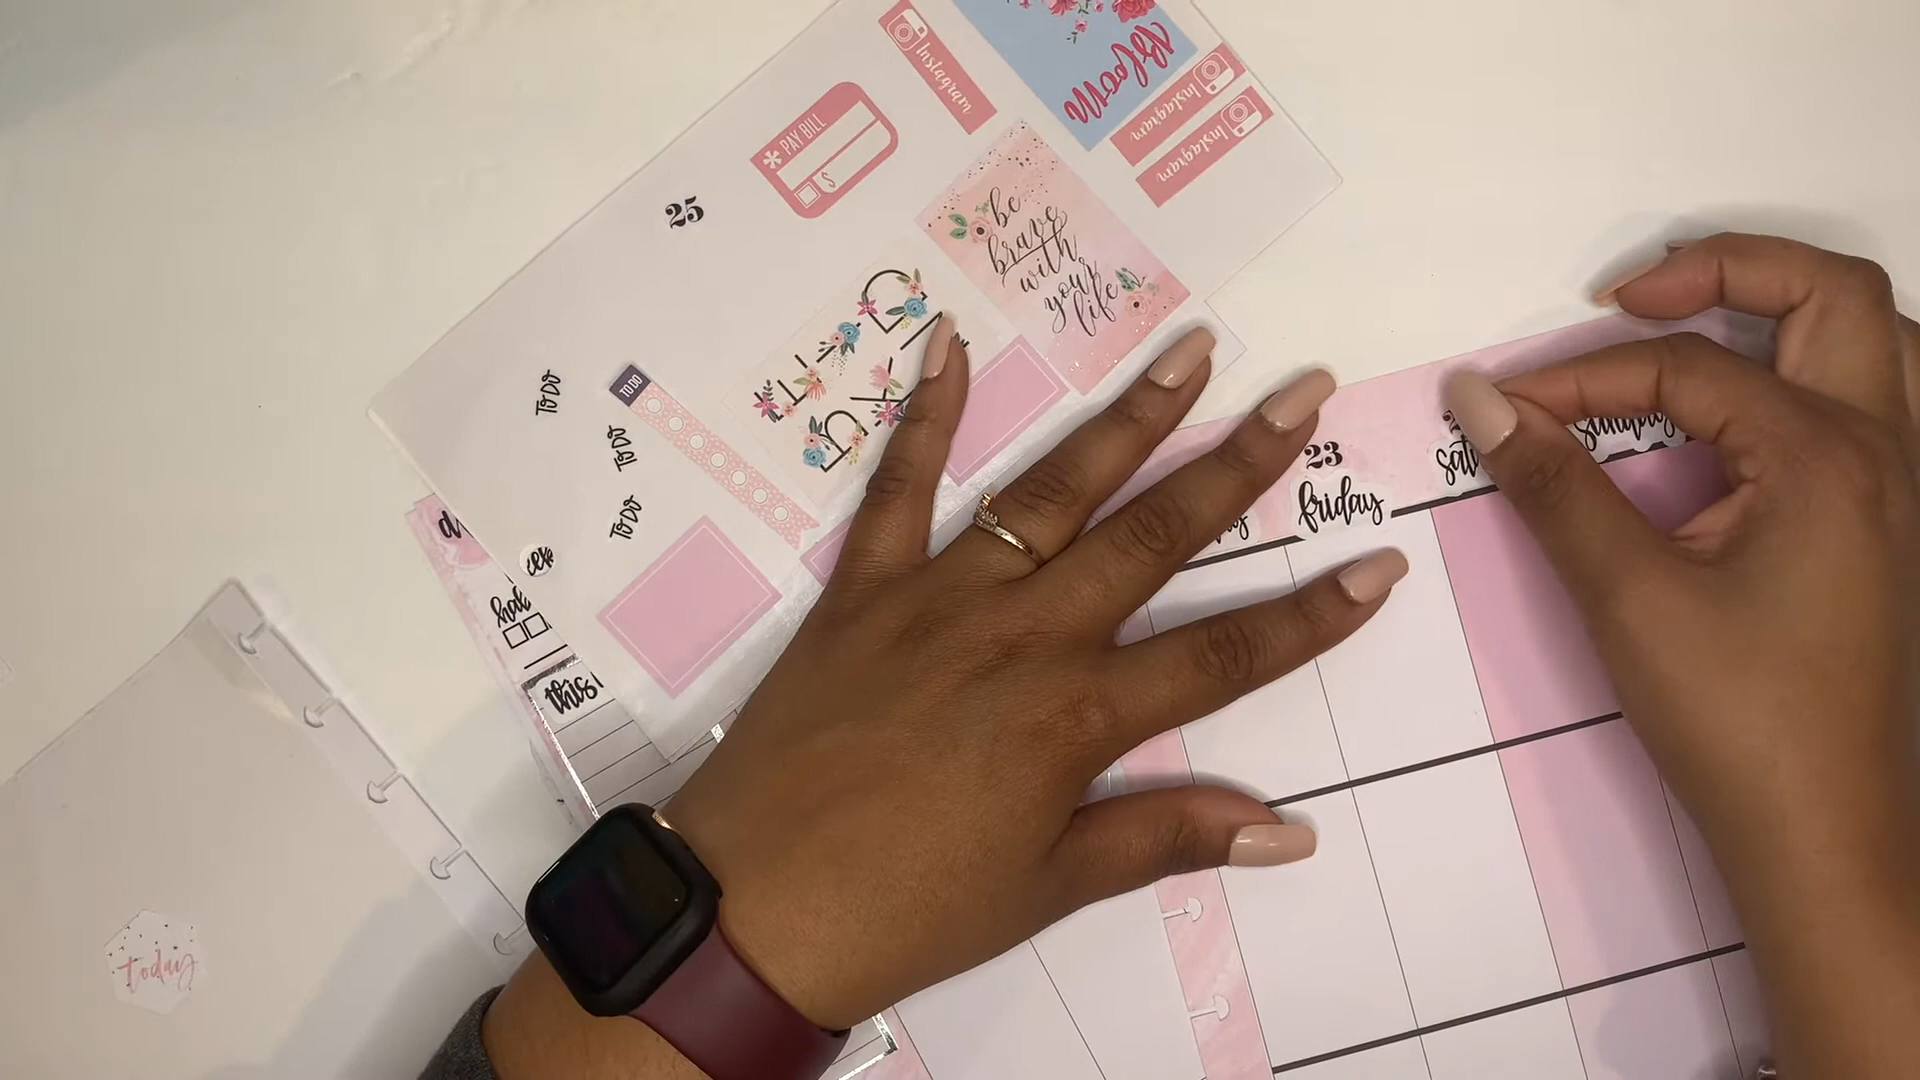 Bloom
Instagram
Instagram
Instagram
PAY BILL
$
25
be
brave
with
your
life
TO DO
TO DO
TO DO
TO DO
23
friday
sunday
this
today